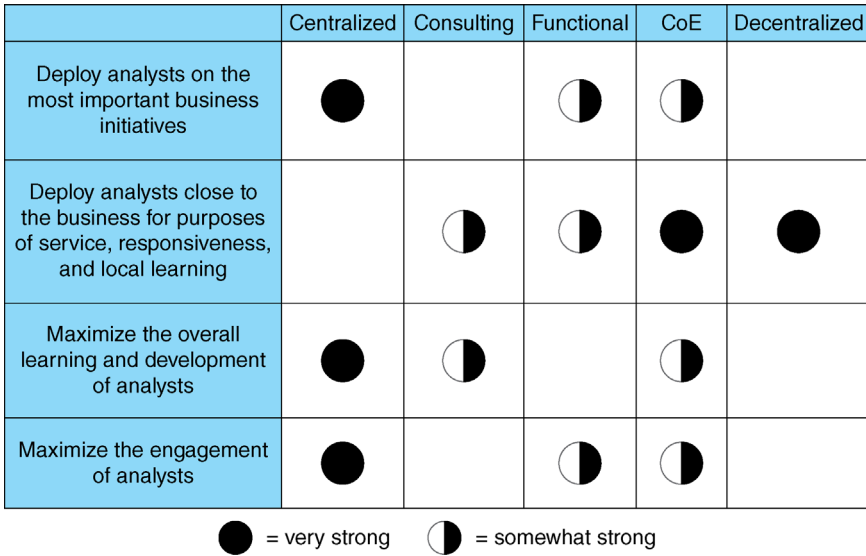 Centralized Consulting Functional CoE Decentralized
Deploy analysts on the
most important business
initiatives
Deploy analysts close to
the business for purposes
of service, responsiveness,
and local learning
Maximize the overall
learning and development
of analysts
Maximize the engagement
of analysts
= very strong = somewhat strong